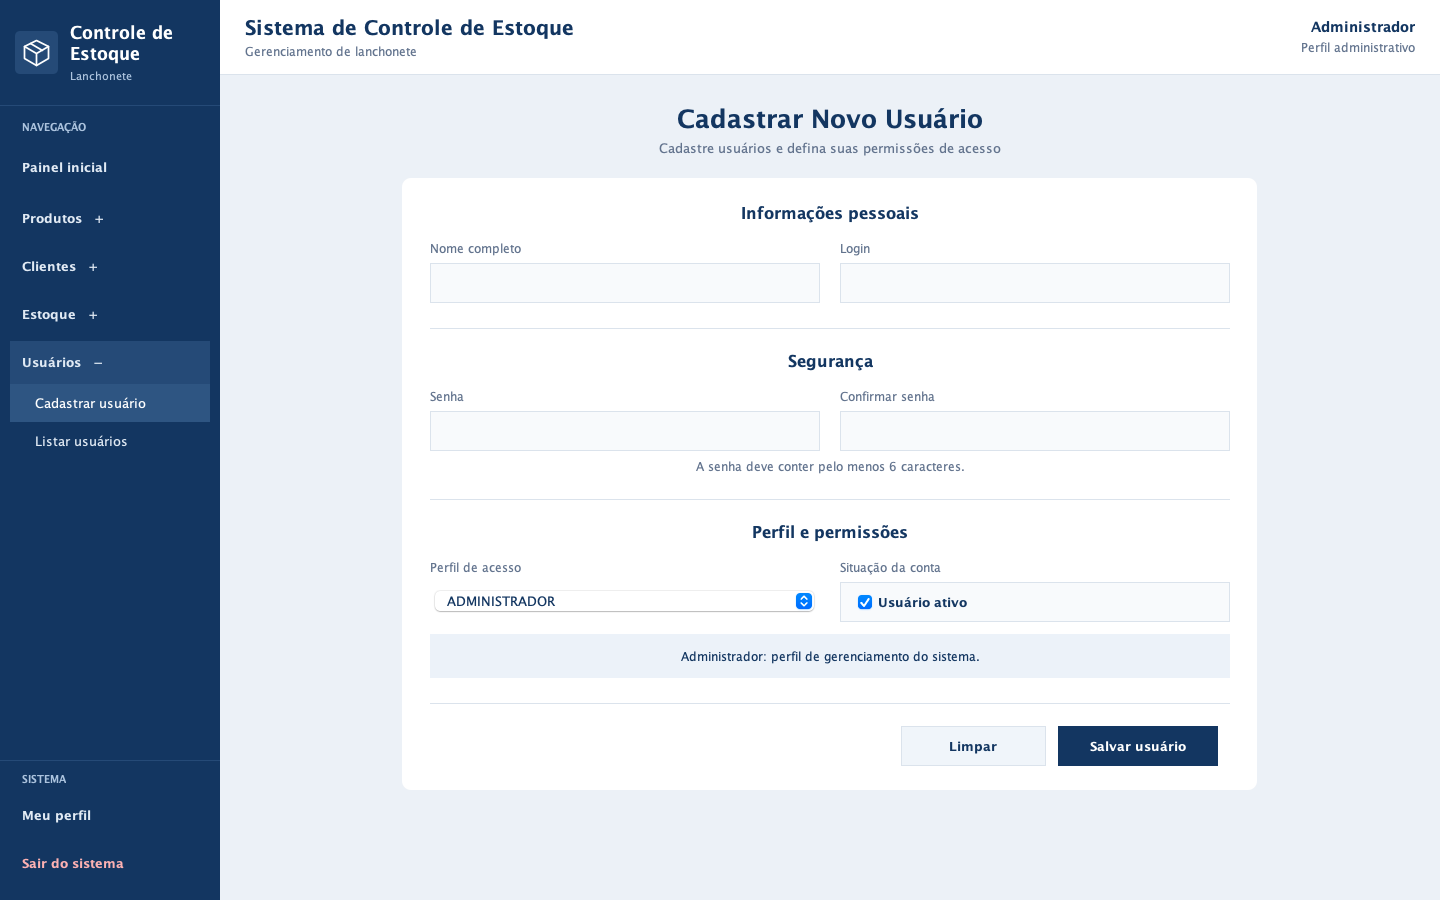 Controle de
Estoque
Lanchonete
NAVEGAÇÃO
Painel inicial
Produtos +
Clientes +
Estoque +
Usuários −
Cadastrar usuário
Listar usuários
SISTEMA
Meu perfil
Sair do sistema
Sistema de Controle de Estoque
Gerenciamento de lanchonete
Administrador
Perfil administrativo
Cadastrar Novo Usuário
Cadastre usuários e defina suas permissões de acesso
Informações pessoais
Nome completo
Login
Segurança
Senha
Confirmar senha
A senha deve conter pelo menos 6 caracteres.
Perfil e permissões
Perfil de acesso
Situação da conta
ADMINISTRADOR
Usuário ativo
Administrador: perfil de gerenciamento do sistema.
Limpar
Salvar usuário